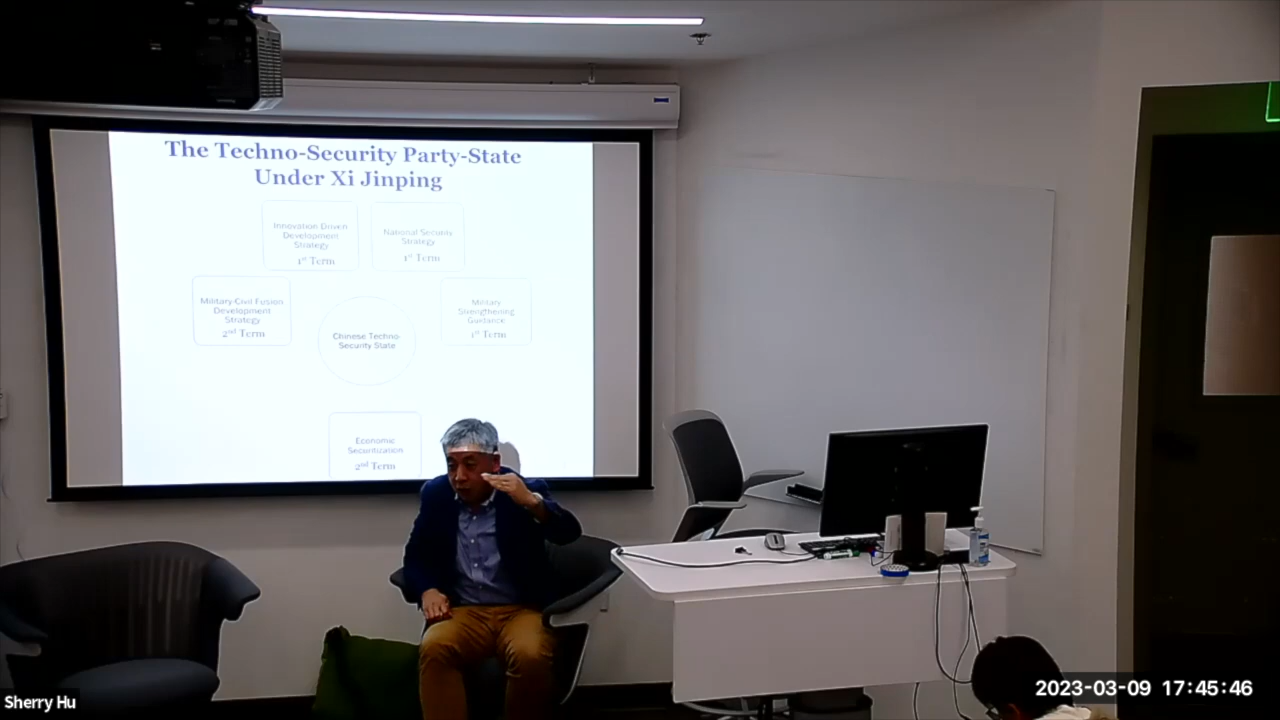 The Techno-Security Party-State
Under Xi Jinping
Innovation Driven
Development
Strategy
1st Term
National Security
Strategy
1st Term
Military-Civil Fusion
Development
Strategy
2nd Term
Military
Strengthening
Guidance
1st Term
Chinese Techno-
Security State
Economic
Securitization
2nd Term
Sherry Hu
2023-03-09 17:45:46